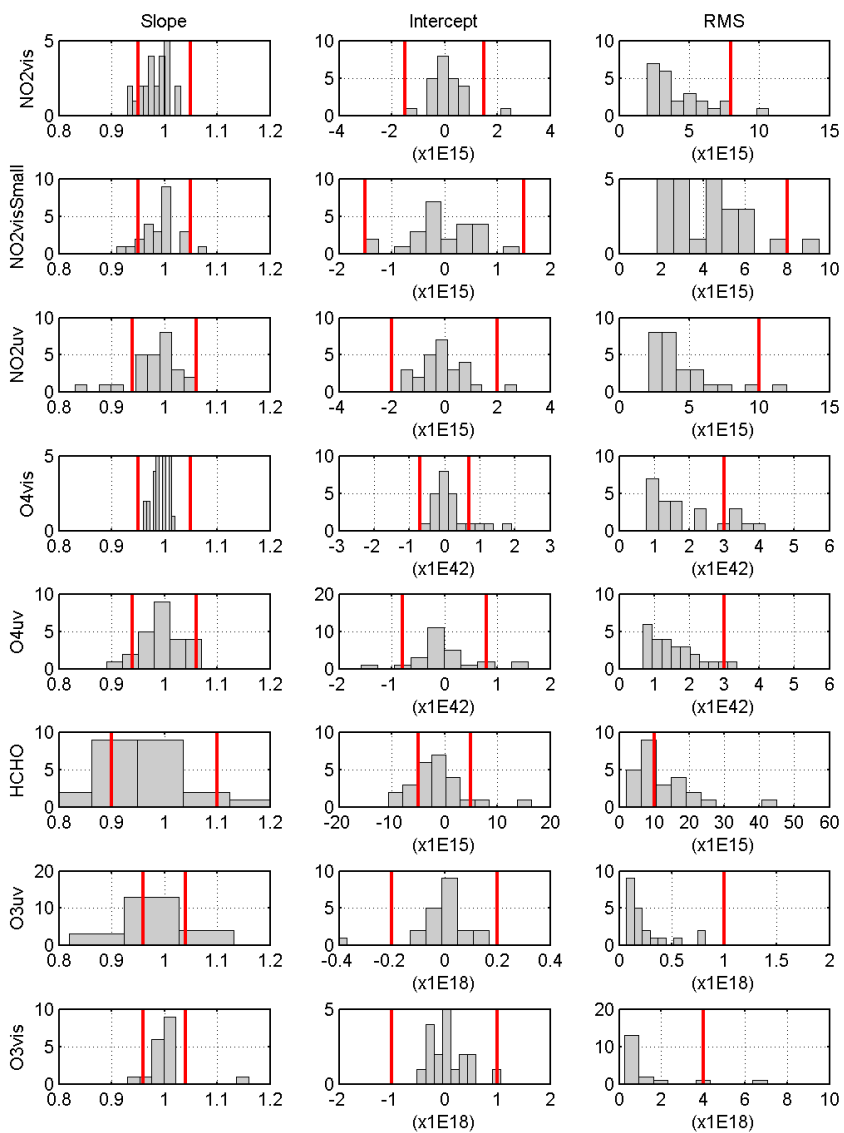 Slope Intercept RMS
NO2vis
5
0
0.8 0.9 1 1.1 1.2
10
5
0
-4 -2 0 2 4
(x1E15)
10
5
0
0 5 10 15
(x1E15)
NO2visSmall
10
5
0
0.8 0.9 1 1.1 1.2
10
5
0
-2 -1 0 1 2
(x1E15)
5
0
2 4 6 8 10
(x1E15)
NO2uv
10
5
0
0.8 0.9 1 1.1 1.2
10
5
0
-4 -2 0 2 4
(x1E15)
10
5
0
0 5 10 15
(x1E15)
O4vis
5
0
0.8 0.9 1 1.1 1.2
10
5
0
-3 -2 -1 0 1 2 3
(x1E42)
10
5
0
0 1 2 3 4 5 6
(x1E42)
O4uv
10
5
0
0.8 0.9 1 1.1 1.2
20
10
0
-2 -1 0 1 2
(x1E42)
10
5
0
0 1 2 3 4 5 6
(x1E42)
HCHO
10
5
0
0.8 0.9 1 1.1 1.2
10
5
0
-20 -10 0 10 20
(x1E15)
10
5
0
0 10 20 30 40 50 60
(x1E15)
O3uv
20
10
0
0.8 0.9 1 1.1 1.2
10
5
0
-0.4 -0.2 0 0.2 0.4
(x1E18)
10
5
0
0 0.5 1 1.5 2
(x1E18)
O3vis
10
5
0
0.8 0.9 1 1.1 1.2
5
0
-2 -1 0 1 2
(x1E18)
20
10
0
0 2 4 6 8 10
(x1E18)